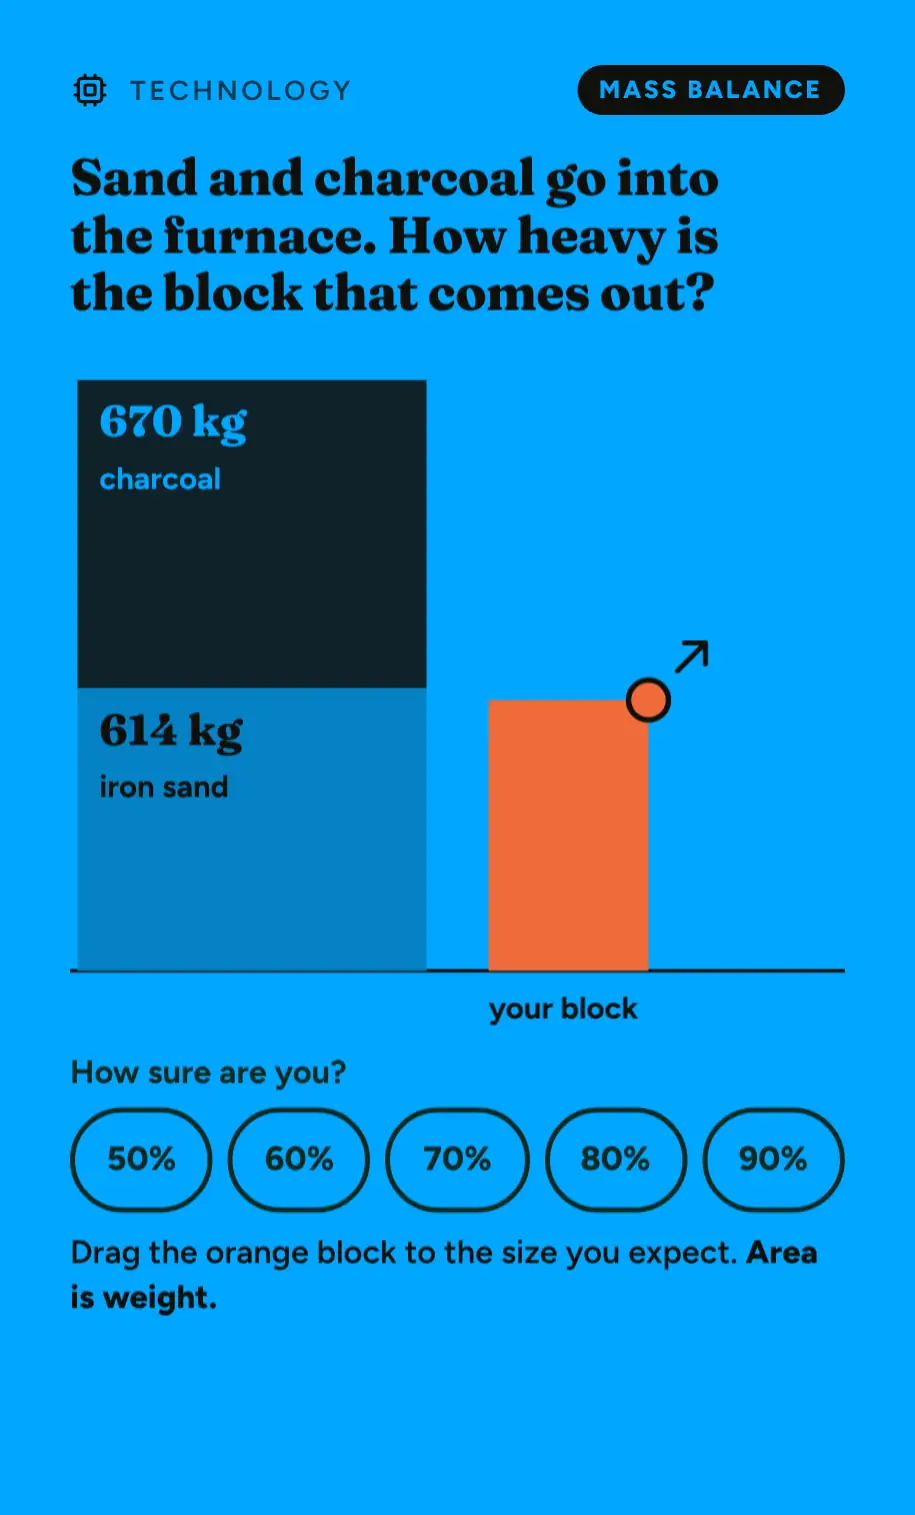 TECHNOLOGY
MASS BALANCE
Sand and charcoal go into
the furnace. How heavy is
the block that comes out?
670 kg
charcoal
614 kg
iron sand
your block
How sure are you?
50%
60%
70%
80%
90%
Drag the orange block to the size you expect. Area
is weight.